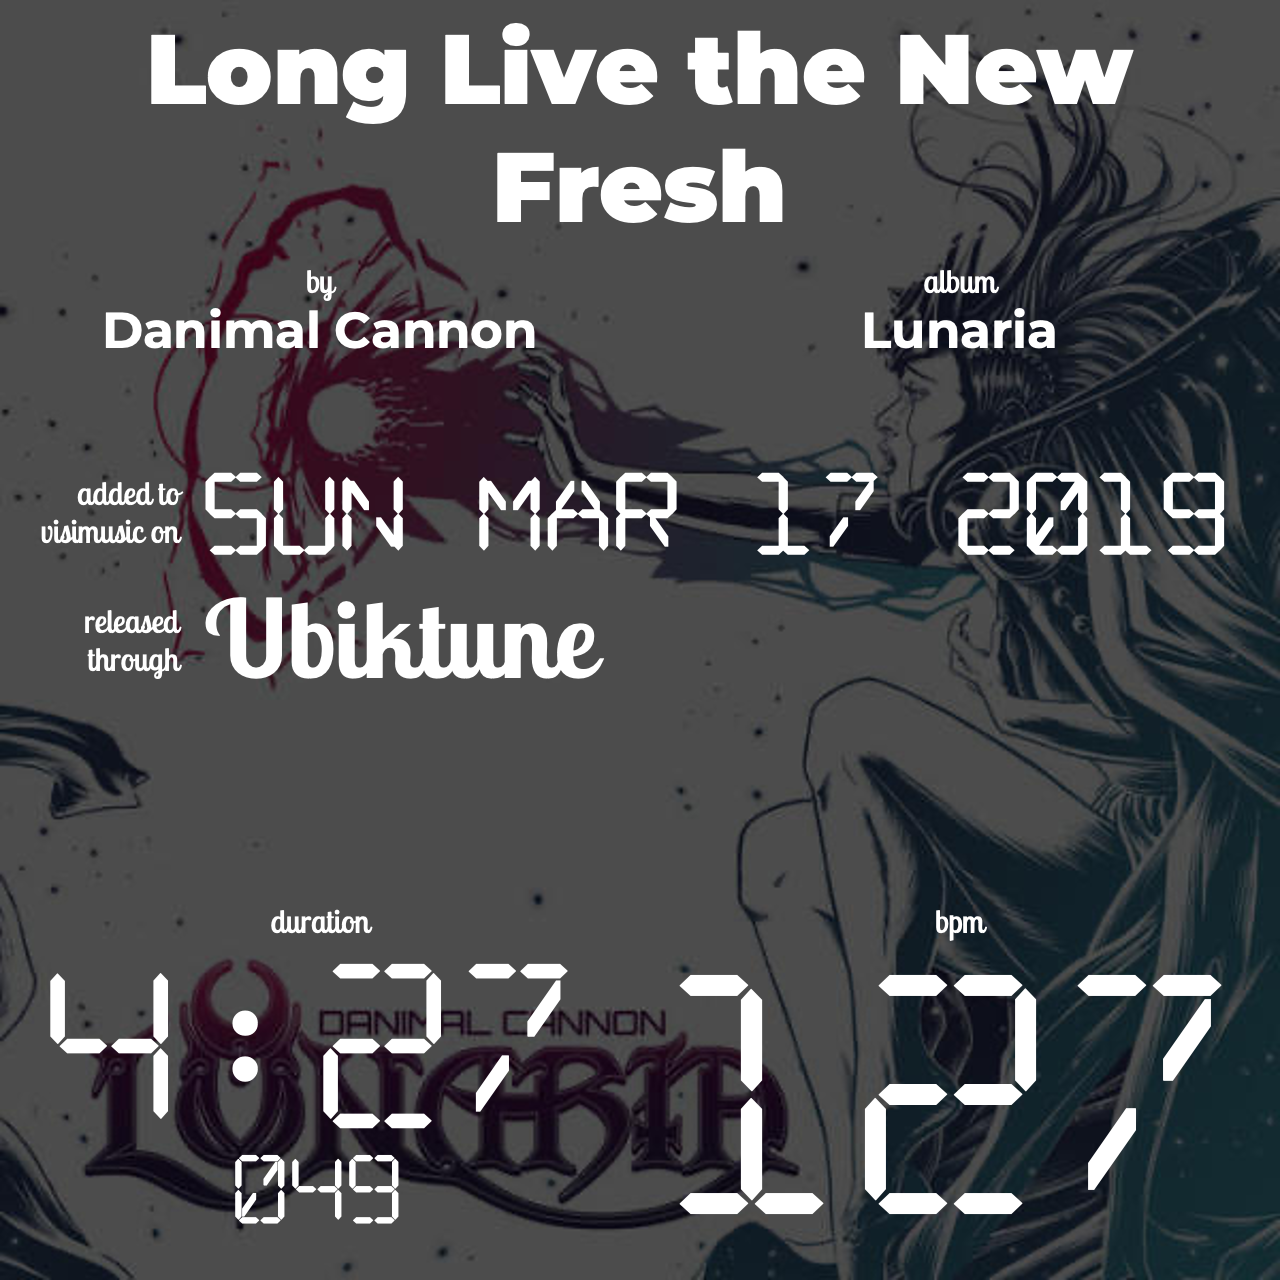 Long Live the New
Fresh
by
Danimal Cannon
album
Lunaria
added to
visimusic on
SUN MAR 17 2019
released
through
Ubiktune
duration
4:27
049
bpm
127
DANIMAL CANNON
LUNARIA